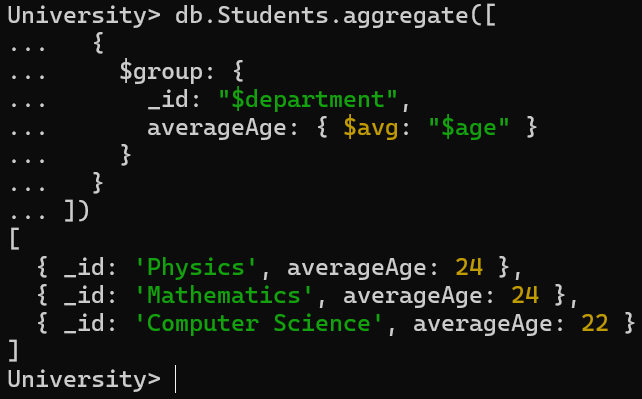 University> db.Students.aggregate([
...   {
...     $group: {
...       _id: "$department",
...       averageAge: { $avg: "$age" }
...     }
...   }
... ])
[
  { _id: 'Physics', averageAge: 24 },
  { _id: 'Mathematics', averageAge: 24 },
  { _id: 'Computer Science', averageAge: 22 }
]
University>